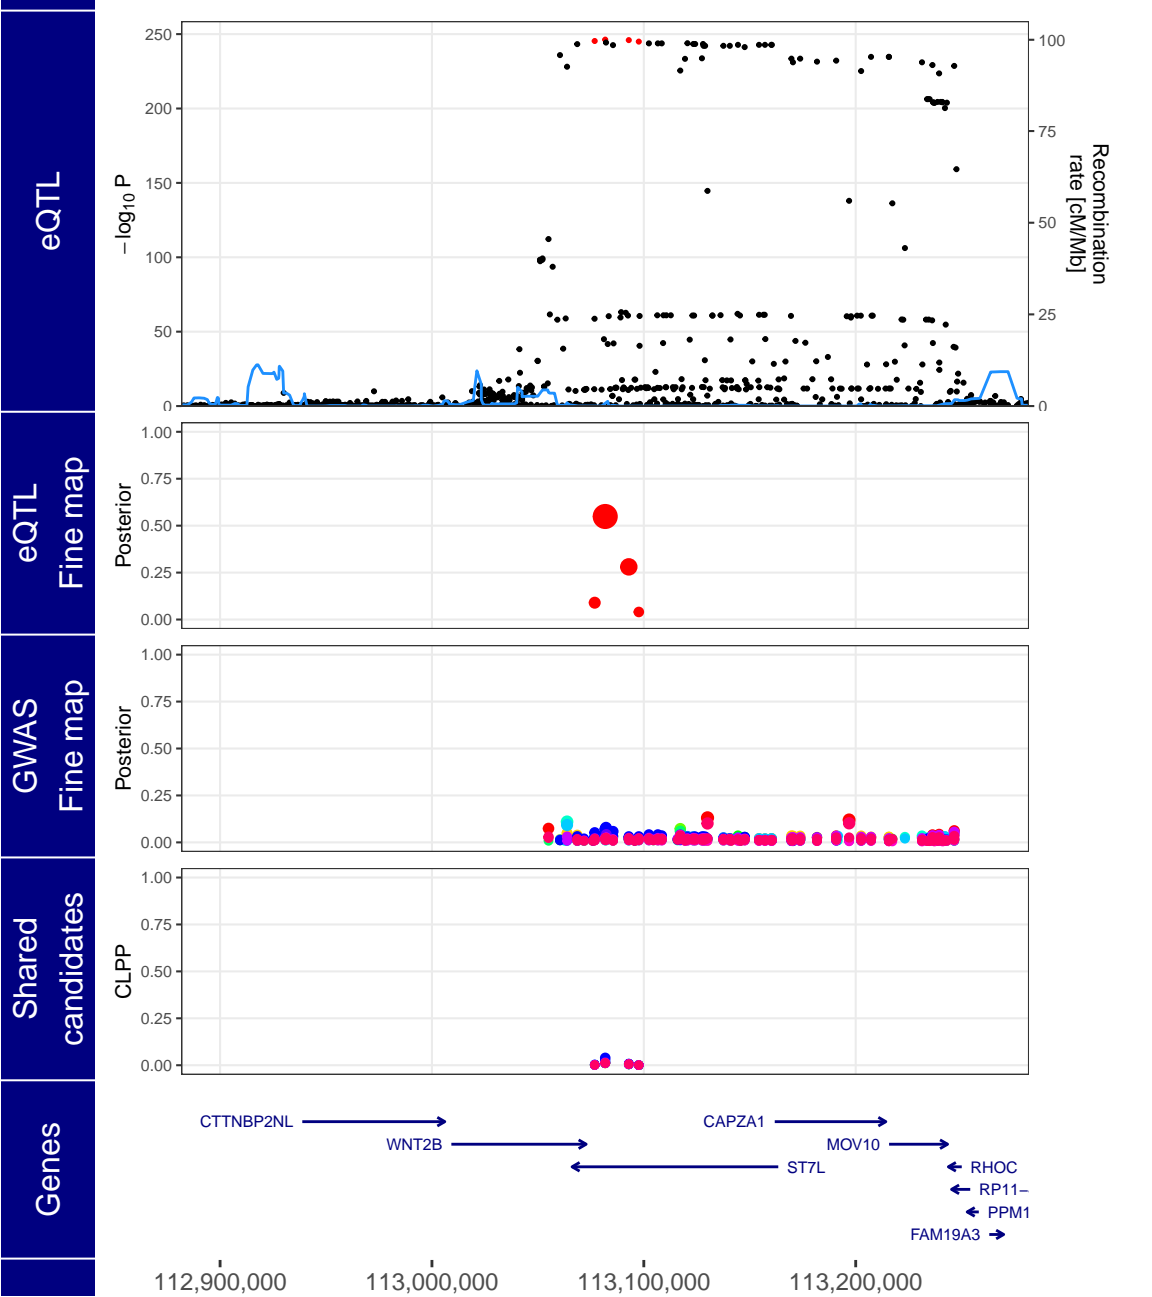 eQTL
−log10 P
250
200
150
100
50
0
100
75
50
25
0
Recombination
rate [cM/Mb]
eQTL
Fine map
Posterior
1.00
0.75
0.50
0.25
0.00
GWAS
Fine map
Posterior
1.00
0.75
0.50
0.25
0.00
Shared
candidates
CLPP
1.00
0.75
0.50
0.25
0.00
Genes
CTTNBP2NL
CAPZA1
WNT2B
MOV10
ST7L
RHOC
RP11−
PPM1
FAM19A3
112,900,000
113,000,000
113,100,000
113,200,000